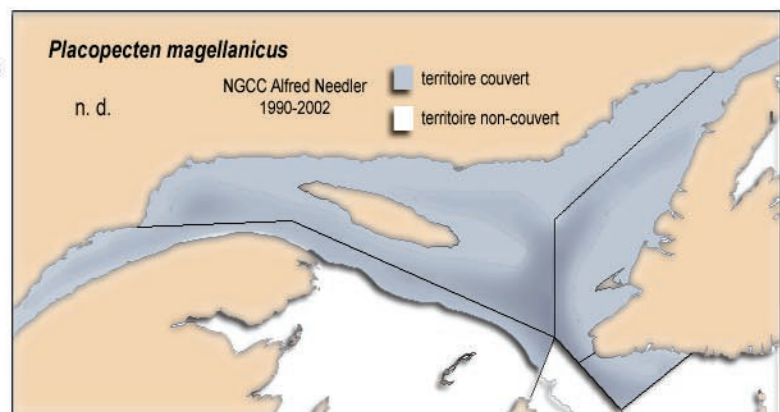 Placopecten magellanicus
n. d.
NGCC Alfred Needler
1990-2002
territoire couvert
territoire non-couvert